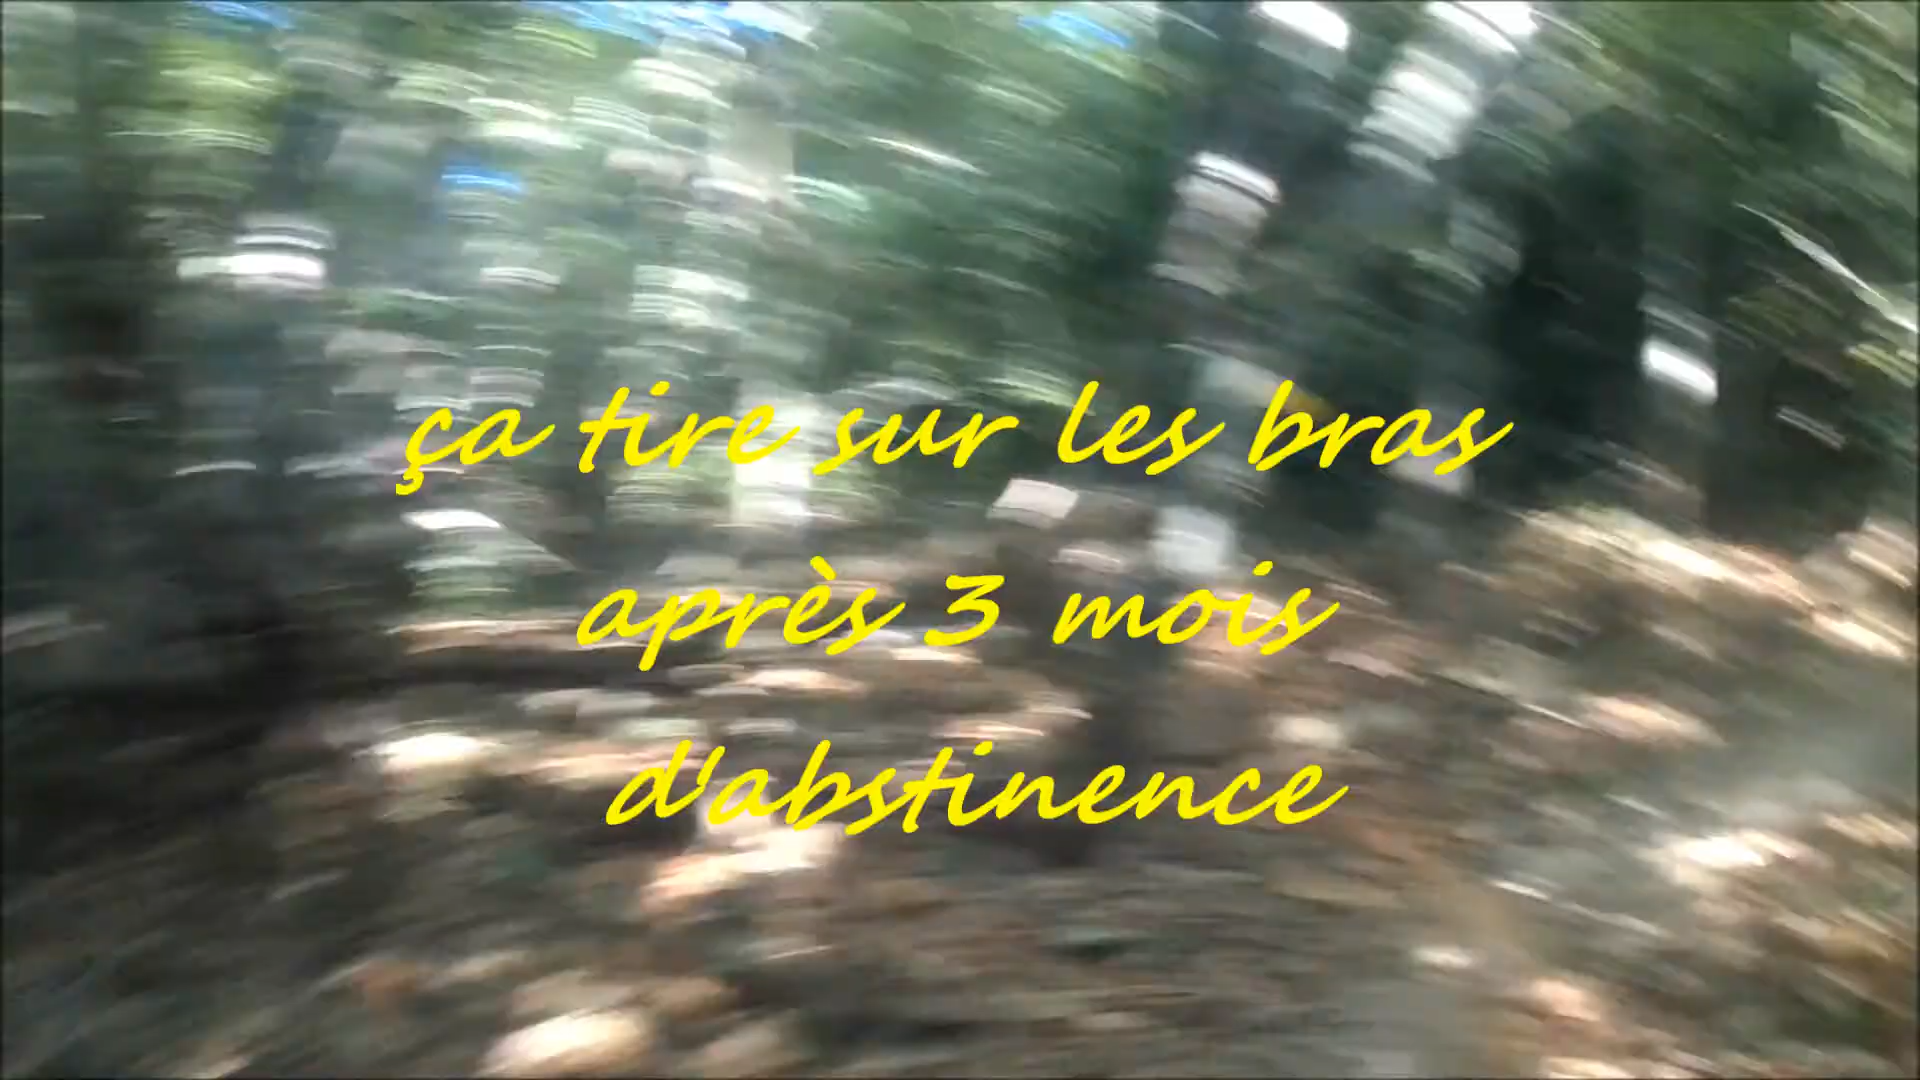 ça tire sur les bras
après 3 mois
d'abstinence